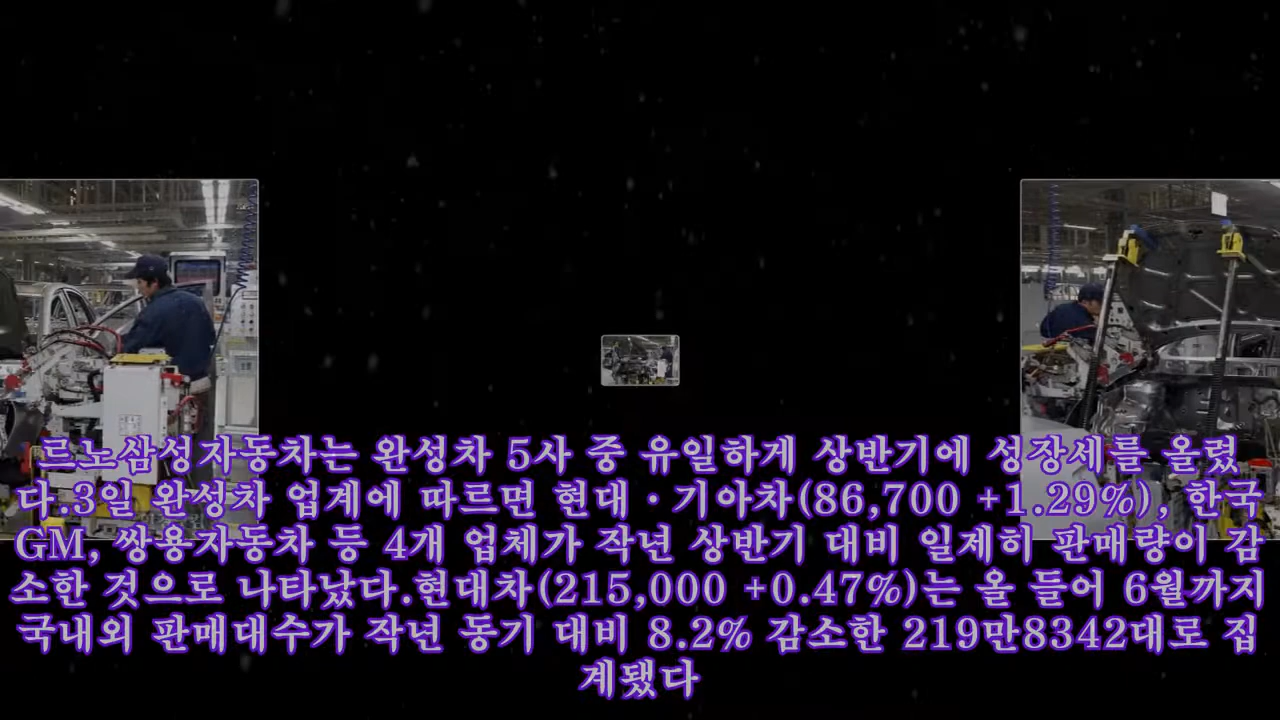 르노삼성자동차는 완성차 5사 중 유일하게 상반기에 성장세를 올렸
다.3일 완성차 업계에 따르면 현대·기아차(86,700 +1.29%), 한국
GM, 쌍용자동차 등 4개 업체가 작년 상반기 대비 일제히 판매량이 감
소한 것으로 나타났다.현대차(215,000 +0.47%)는 올 들어 6월까지
국내외 판매대수가 작년 동기 대비 8.2% 감소한 219만8342대로 집
계됐다